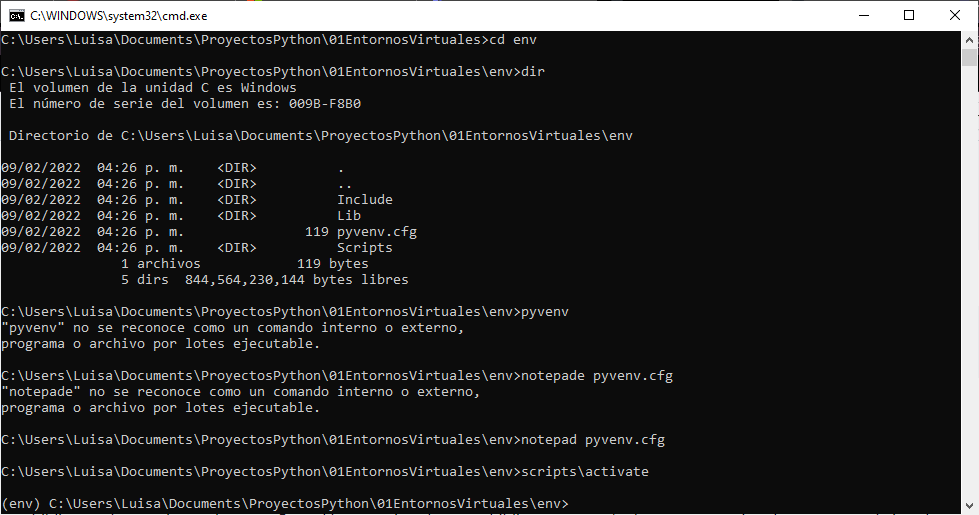 C:\WINDOWS\system32\cmd.exe
C:\Users\Luisa\Documents\ProyectosPython\01EntornosVirtuales>cd env
C:\Users\Luisa\Documents\ProyectosPython\01EntornosVirtuales\env>dir
 El volumen de la unidad C es Windows
 El número de serie del volumen es: 009B-F8B0
 Directorio de C:\Users\Luisa\Documents\ProyectosPython\01EntornosVirtuales\env
09/02/2022  04:26 p. m.    <DIR>          .
09/02/2022  04:26 p. m.    <DIR>          ..
09/02/2022  04:26 p. m.    <DIR>          Include
09/02/2022  04:26 p. m.    <DIR>          Lib
09/02/2022  04:26 p. m.               119 pyvenv.cfg
09/02/2022  04:26 p. m.    <DIR>          Scripts
               1 archivos            119 bytes
               5 dirs  844,564,230,144 bytes libres
C:\Users\Luisa\Documents\ProyectosPython\01EntornosVirtuales\env>pyvenv
"pyvenv" no se reconoce como un comando interno o externo,
programa o archivo por lotes ejecutable.
C:\Users\Luisa\Documents\ProyectosPython\01EntornosVirtuales\env>notepade pyvenv.cfg
"notepade" no se reconoce como un comando interno o externo,
programa o archivo por lotes ejecutable.
C:\Users\Luisa\Documents\ProyectosPython\01EntornosVirtuales\env>notepad pyvenv.cfg
C:\Users\Luisa\Documents\ProyectosPython\01EntornosVirtuales\env>scripts\activate
(env) C:\Users\Luisa\Documents\ProyectosPython\01EntornosVirtuales\env>